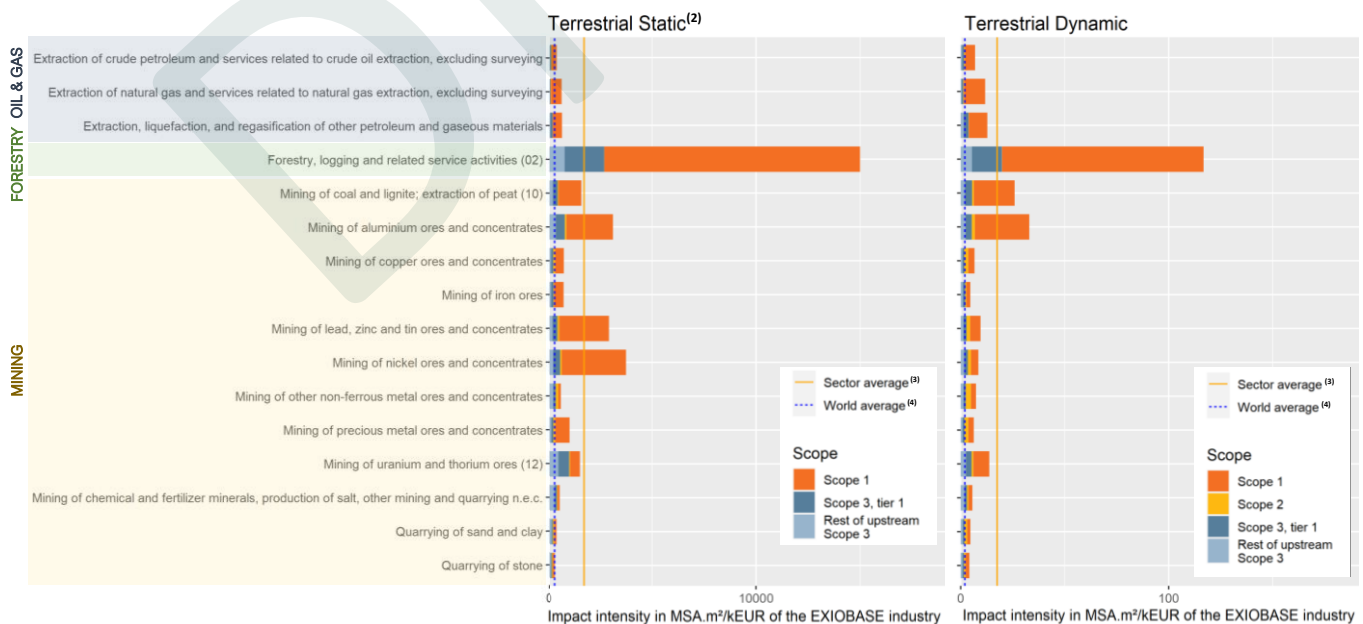 Terrestrial Static(2)
Terrestrial Dynamic
OIL & GAS
Extraction of crude petroleum and services related to crude oil extraction, excluding surveying
Extraction of natural gas and services related to natural gas extraction, excluding surveying
Extraction, liquefaction, and regasification of other petroleum and gaseous materials
FORESTRY
Forestry, logging and related service activities (02)
MINING
Mining of coal and lignite; extraction of peat (10)
Mining of aluminium ores and concentrates
Mining of copper ores and concentrates
Mining of iron ores
Mining of lead, zinc and tin ores and concentrates
Mining of nickel ores and concentrates
Mining of other non-ferrous metal ores and concentrates
Mining of precious metal ores and concentrates
Mining of uranium and thorium ores (12)
Mining of chemical and fertilizer minerals, production of salt, other mining and quarrying n.e.c.
Quarrying of sand and clay
Quarrying of stone
Sector average (3)
World average (4)
Scope
Scope 1
Scope 3, tier 1
Rest of upstream
Scope 3
0
10000
Impact intensity in MSA.m²/kEUR of the EXIOBASE industry
Sector average (3)
World average (4)
Scope
Scope 1
Scope 2
Scope 3, tier 1
Rest of upstream
Scope 3
0
100
Impact intensity in MSA.m²/kEUR of the EXIOBASE industry